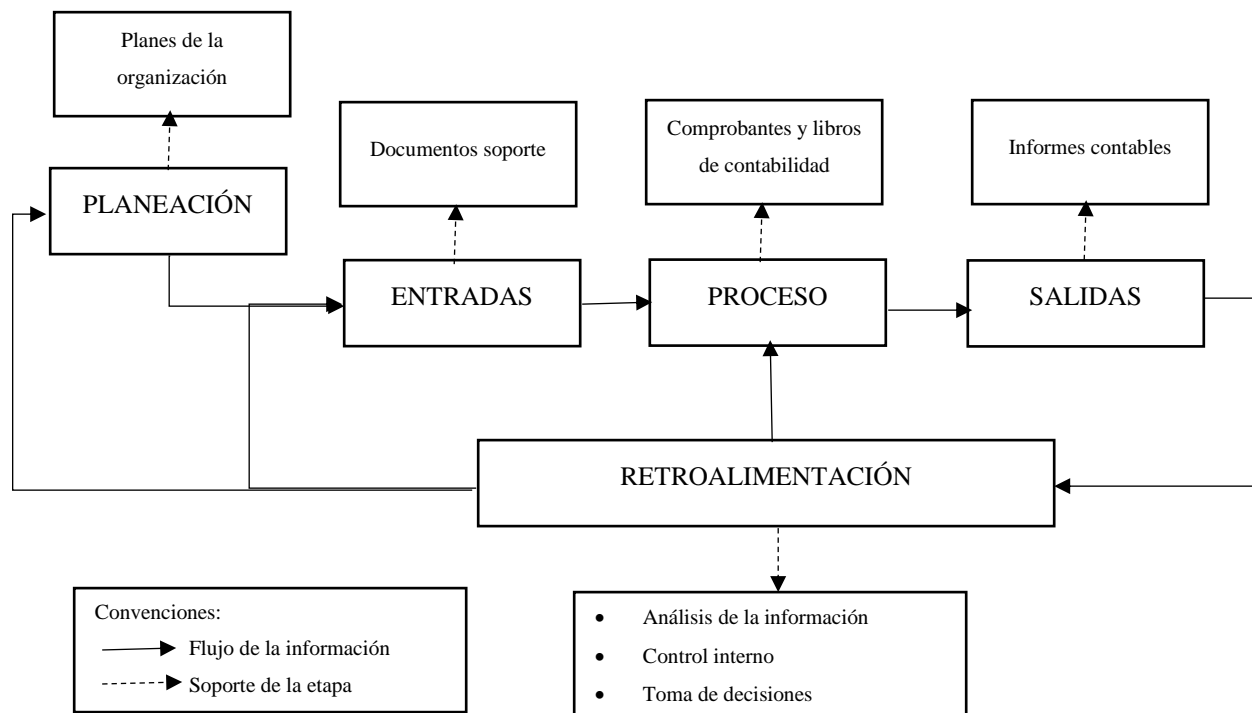 Planes de la
organización
Documentos soporte
Comprobantes y libros
de contabilidad
Informes contables
PLANEACIÓN
ENTRADAS
PROCESO
SALIDAS
RETROALIMENTACIÓN
Convenciones:
Flujo de la información
Soporte de la etapa
• Análisis de la información
• Control interno
• Toma de decisiones